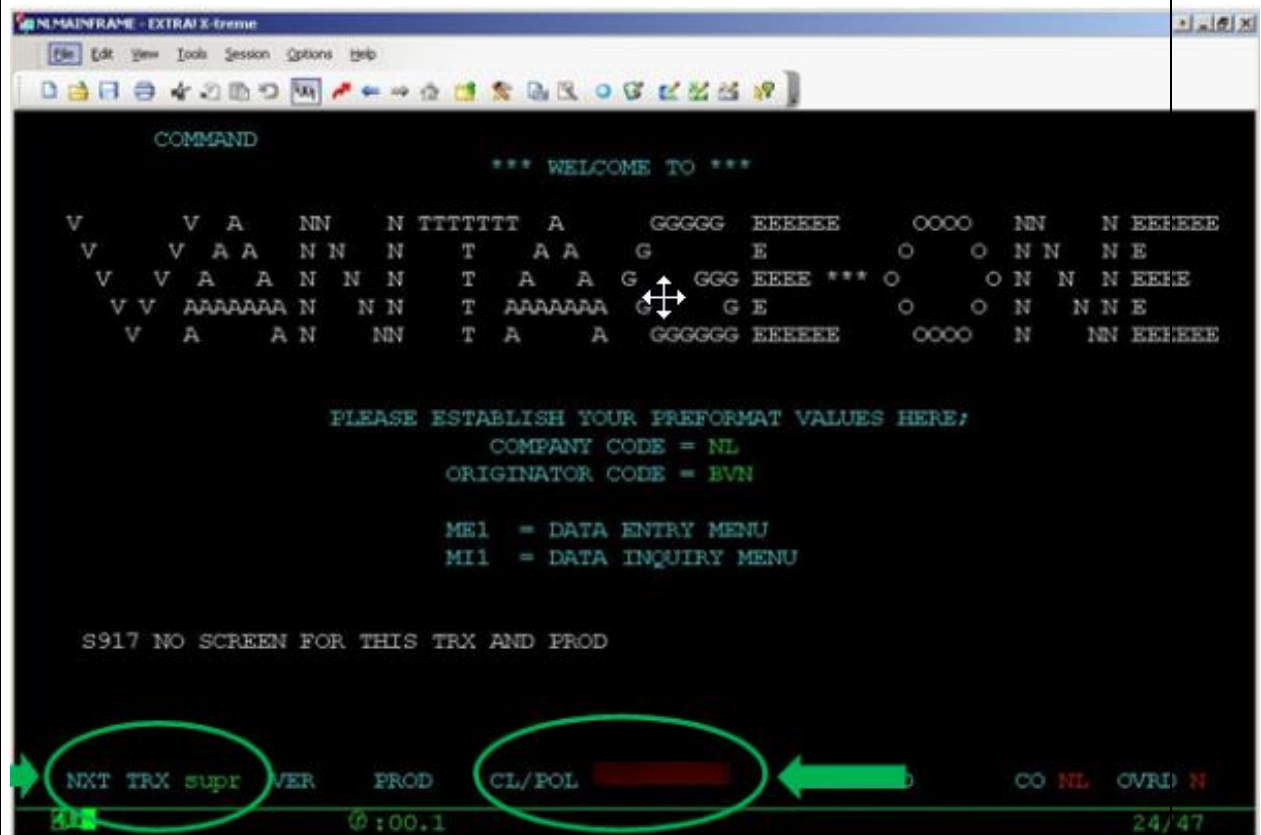 NLMAINFRAME - EXTRA! X-treme
File Edit View Tools Session Options Help
COMMAND
*** WELCOME TO ***
V V A NN N TTTTTTT A GGGGG EEEEEE OOOO NN N EEEEEE
V V A A N N N T A A G E O O N N N E
V V A A N N N T A A G GGG EEEE *** O O N N N EEEE
V V AAAAAAA N N N T AAAAAAA G G E O O N N N E
V A A N NN T A A GGGGGG EEEEEE OOOO N NN EEEEEE
PLEASE ESTABLISH YOUR PREFORMAT VALUES HERE;
COMPANY CODE = NL
ORIGINATOR CODE = BVN
ME1 = DATA ENTRY MENU
MI1 = DATA INQUIRY MENU
S917 NO SCREEN FOR THIS TRX AND PROD
NXT TRX supr VER PROD CL/POL CO NL OVRD N
:00.1 24/47